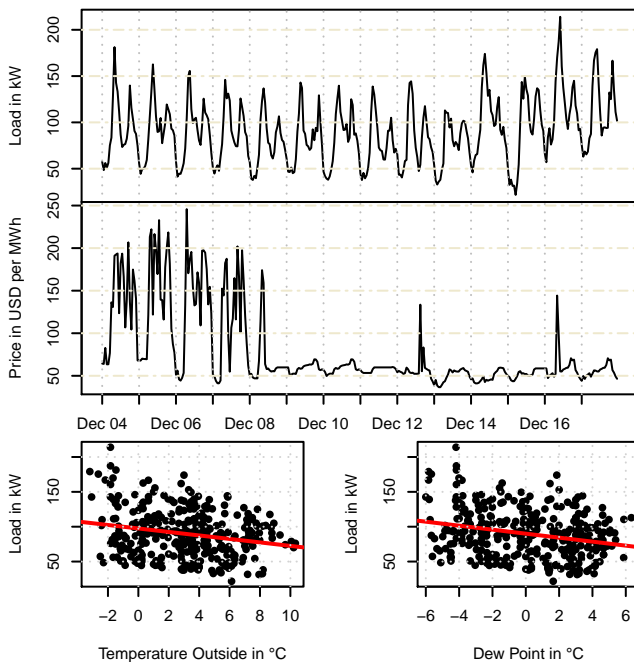 Load in kW
50
100
150
200
Price in USD per MWh
50
100
150
200
250
Dec 04
Dec 06
Dec 08
Dec 10
Dec 12
Dec 14
Dec 16
Load in kW
50
150
−2 0 2 4 6 8 10
Temperature Outside in °C
Load in kW
50
150
−6 −4 −2 0 2 4 6
Dew Point in °C